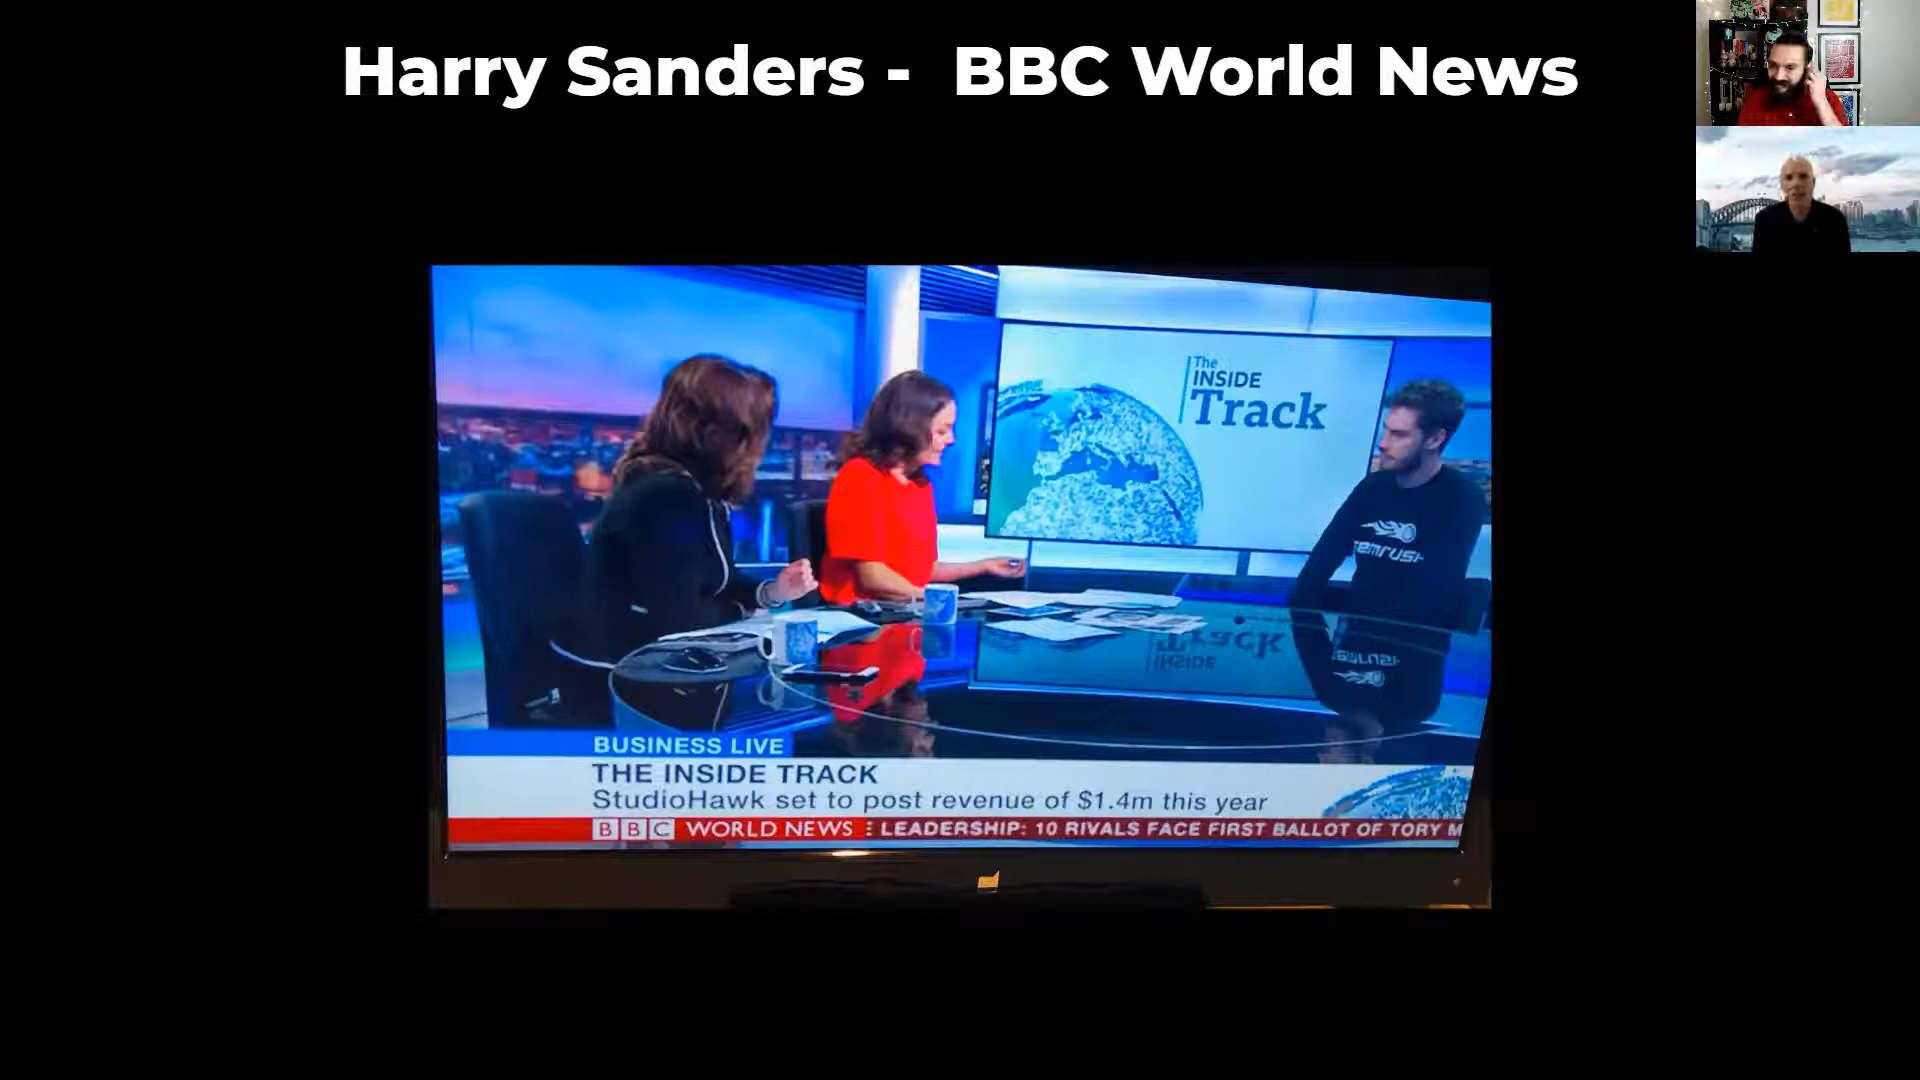 Harry Sanders - BBC World News
The
INSIDE
Track
semrush
BUSINESS LIVE
THE INSIDE TRACK
StudioHawk set to post revenue of $1.4m this year
BBC WORLD NEWS LEADERSHIP: 10 RIVALS FACE FIRST BALLOT OF TORY M